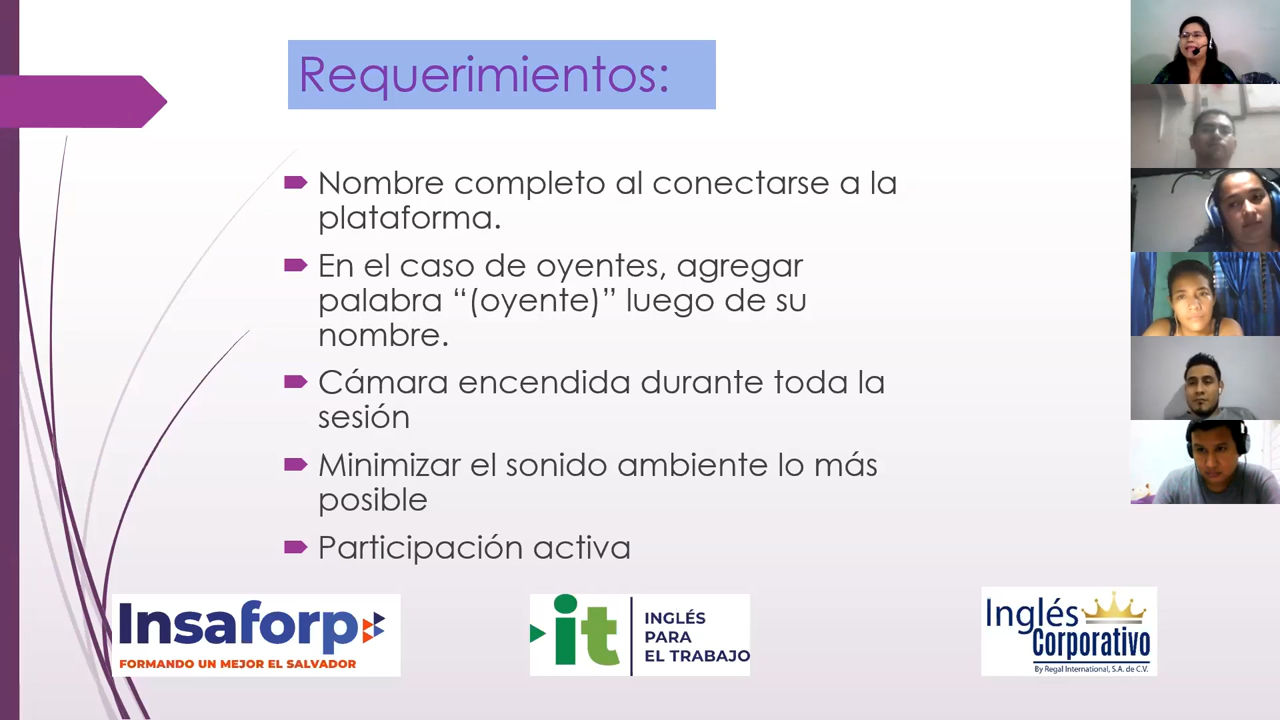 Requerimientos:
Nombre completo al conectarse a la
plataforma.
En el caso de oyentes, agregar
palabra “(oyente)” luego de su
nombre.
Cámara encendida durante toda la
sesión
Minimizar el sonido ambiente lo más
posible
Participación activa
Insaforp
FORMANDO UN MEJOR EL SALVADOR
it
INGLÉS
PARA
EL TRABAJO
Inglés
Corporativo
By Regal International, S.A. de C.V.